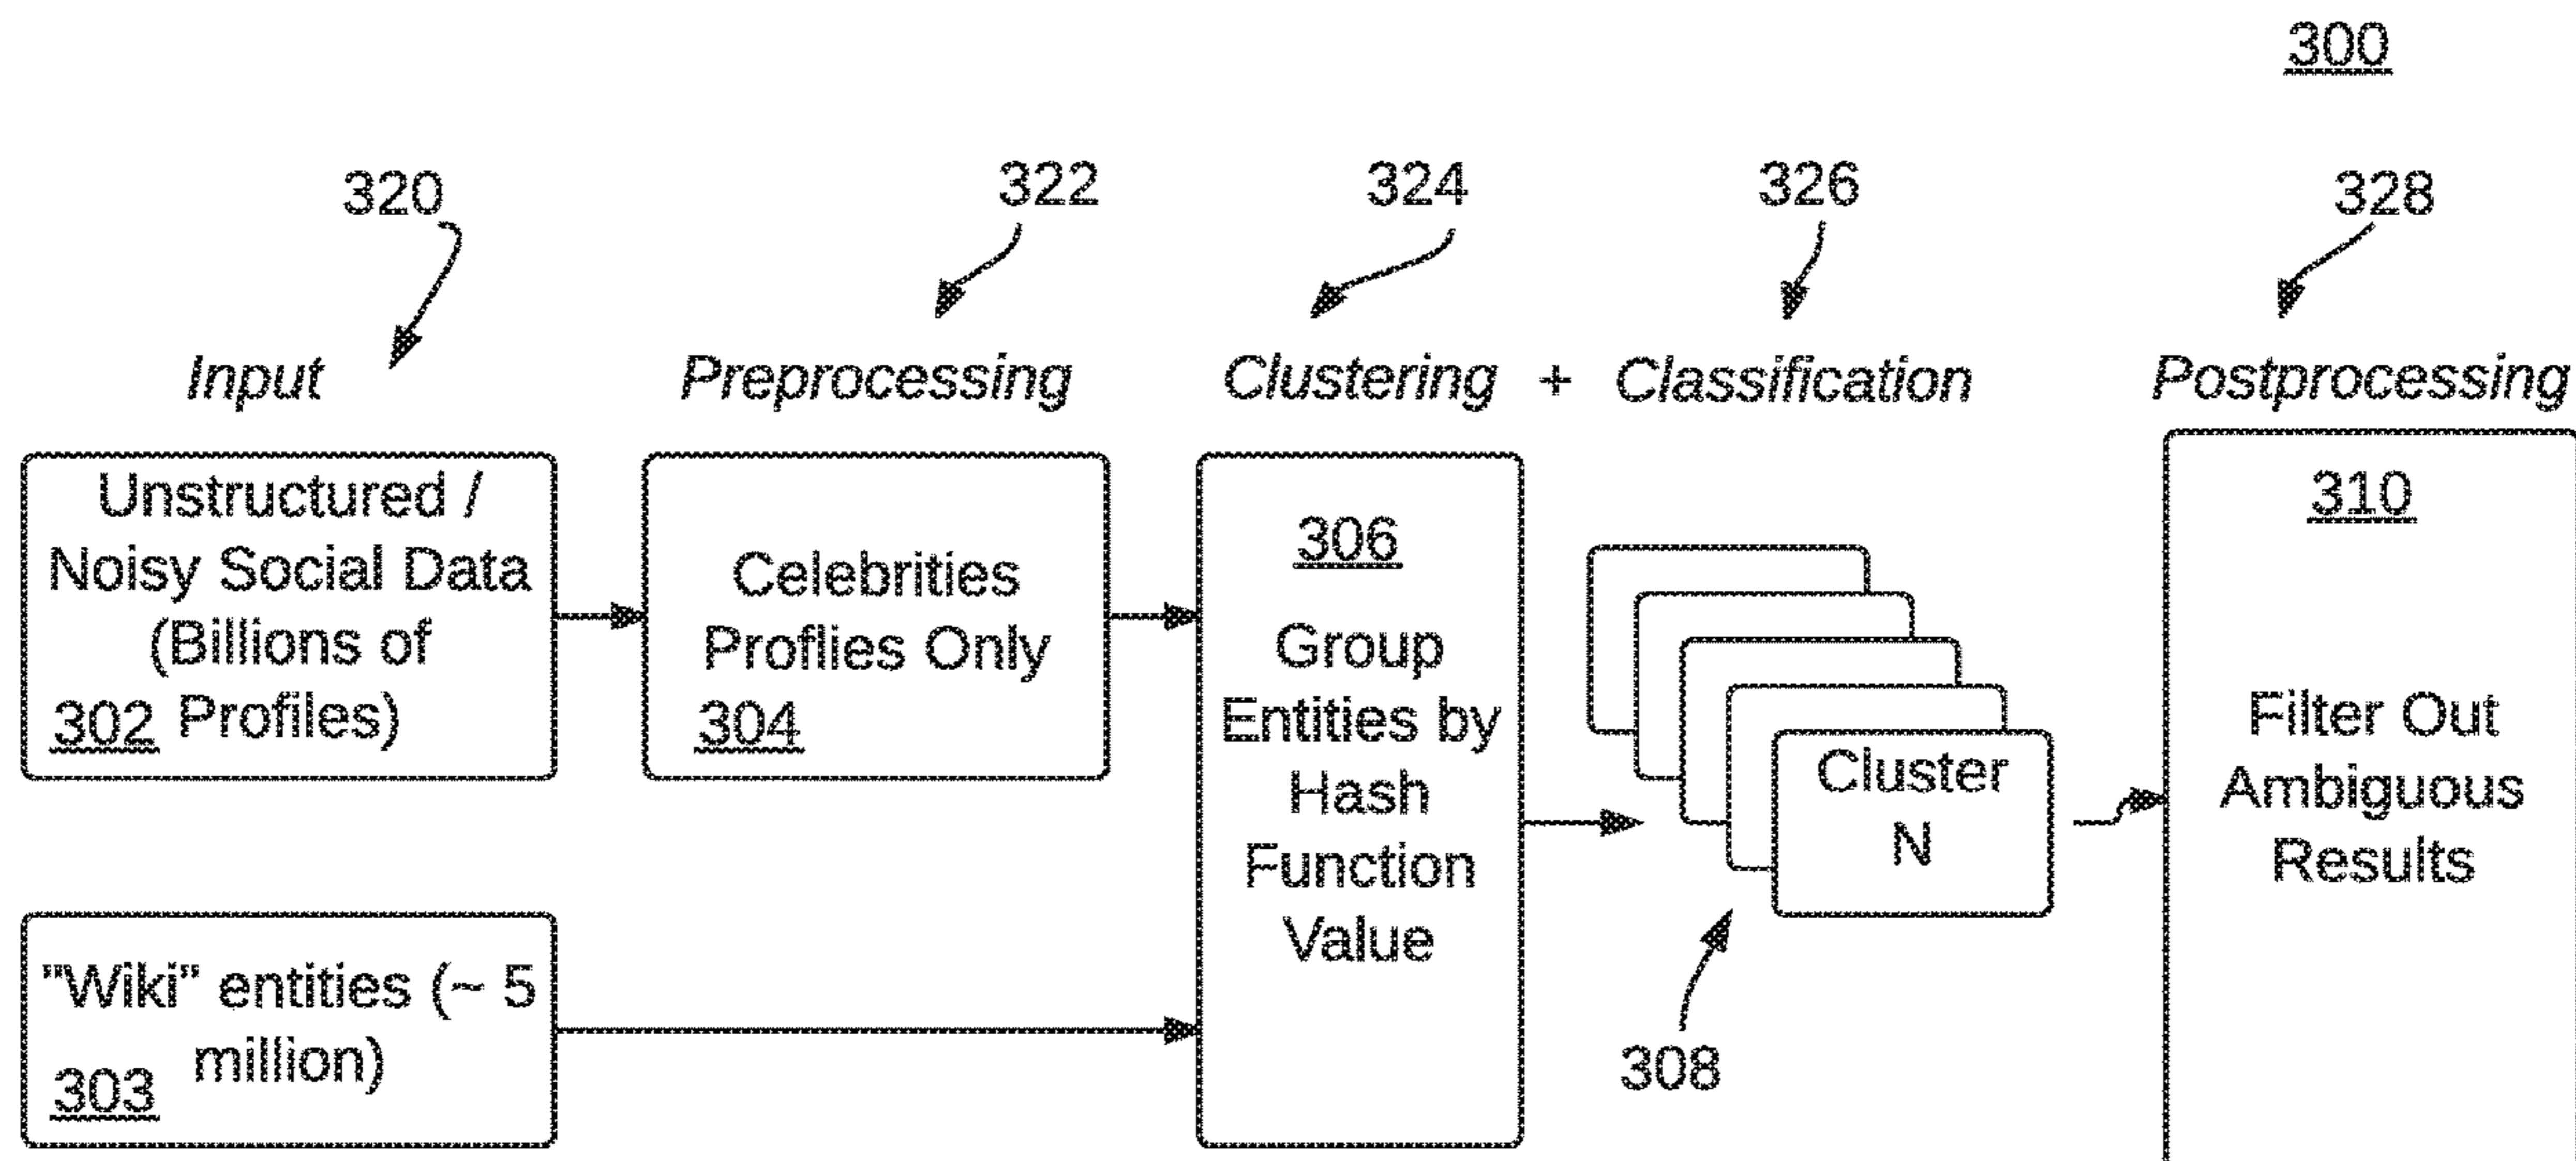 300
320
322
324
326
328
Input
Preprocessing
Clustering + Classification
Postprocessing
Unstructured /
Noisy Social Data
(Billions of
302 Profiles)
Celebrities
Proflies Only
304
306
Group
Entities by
Hash
Function
Value
Cluster
N
308
310
Filter Out
Ambiguous
Results
"Wiki" entities (~ 5
million)
303